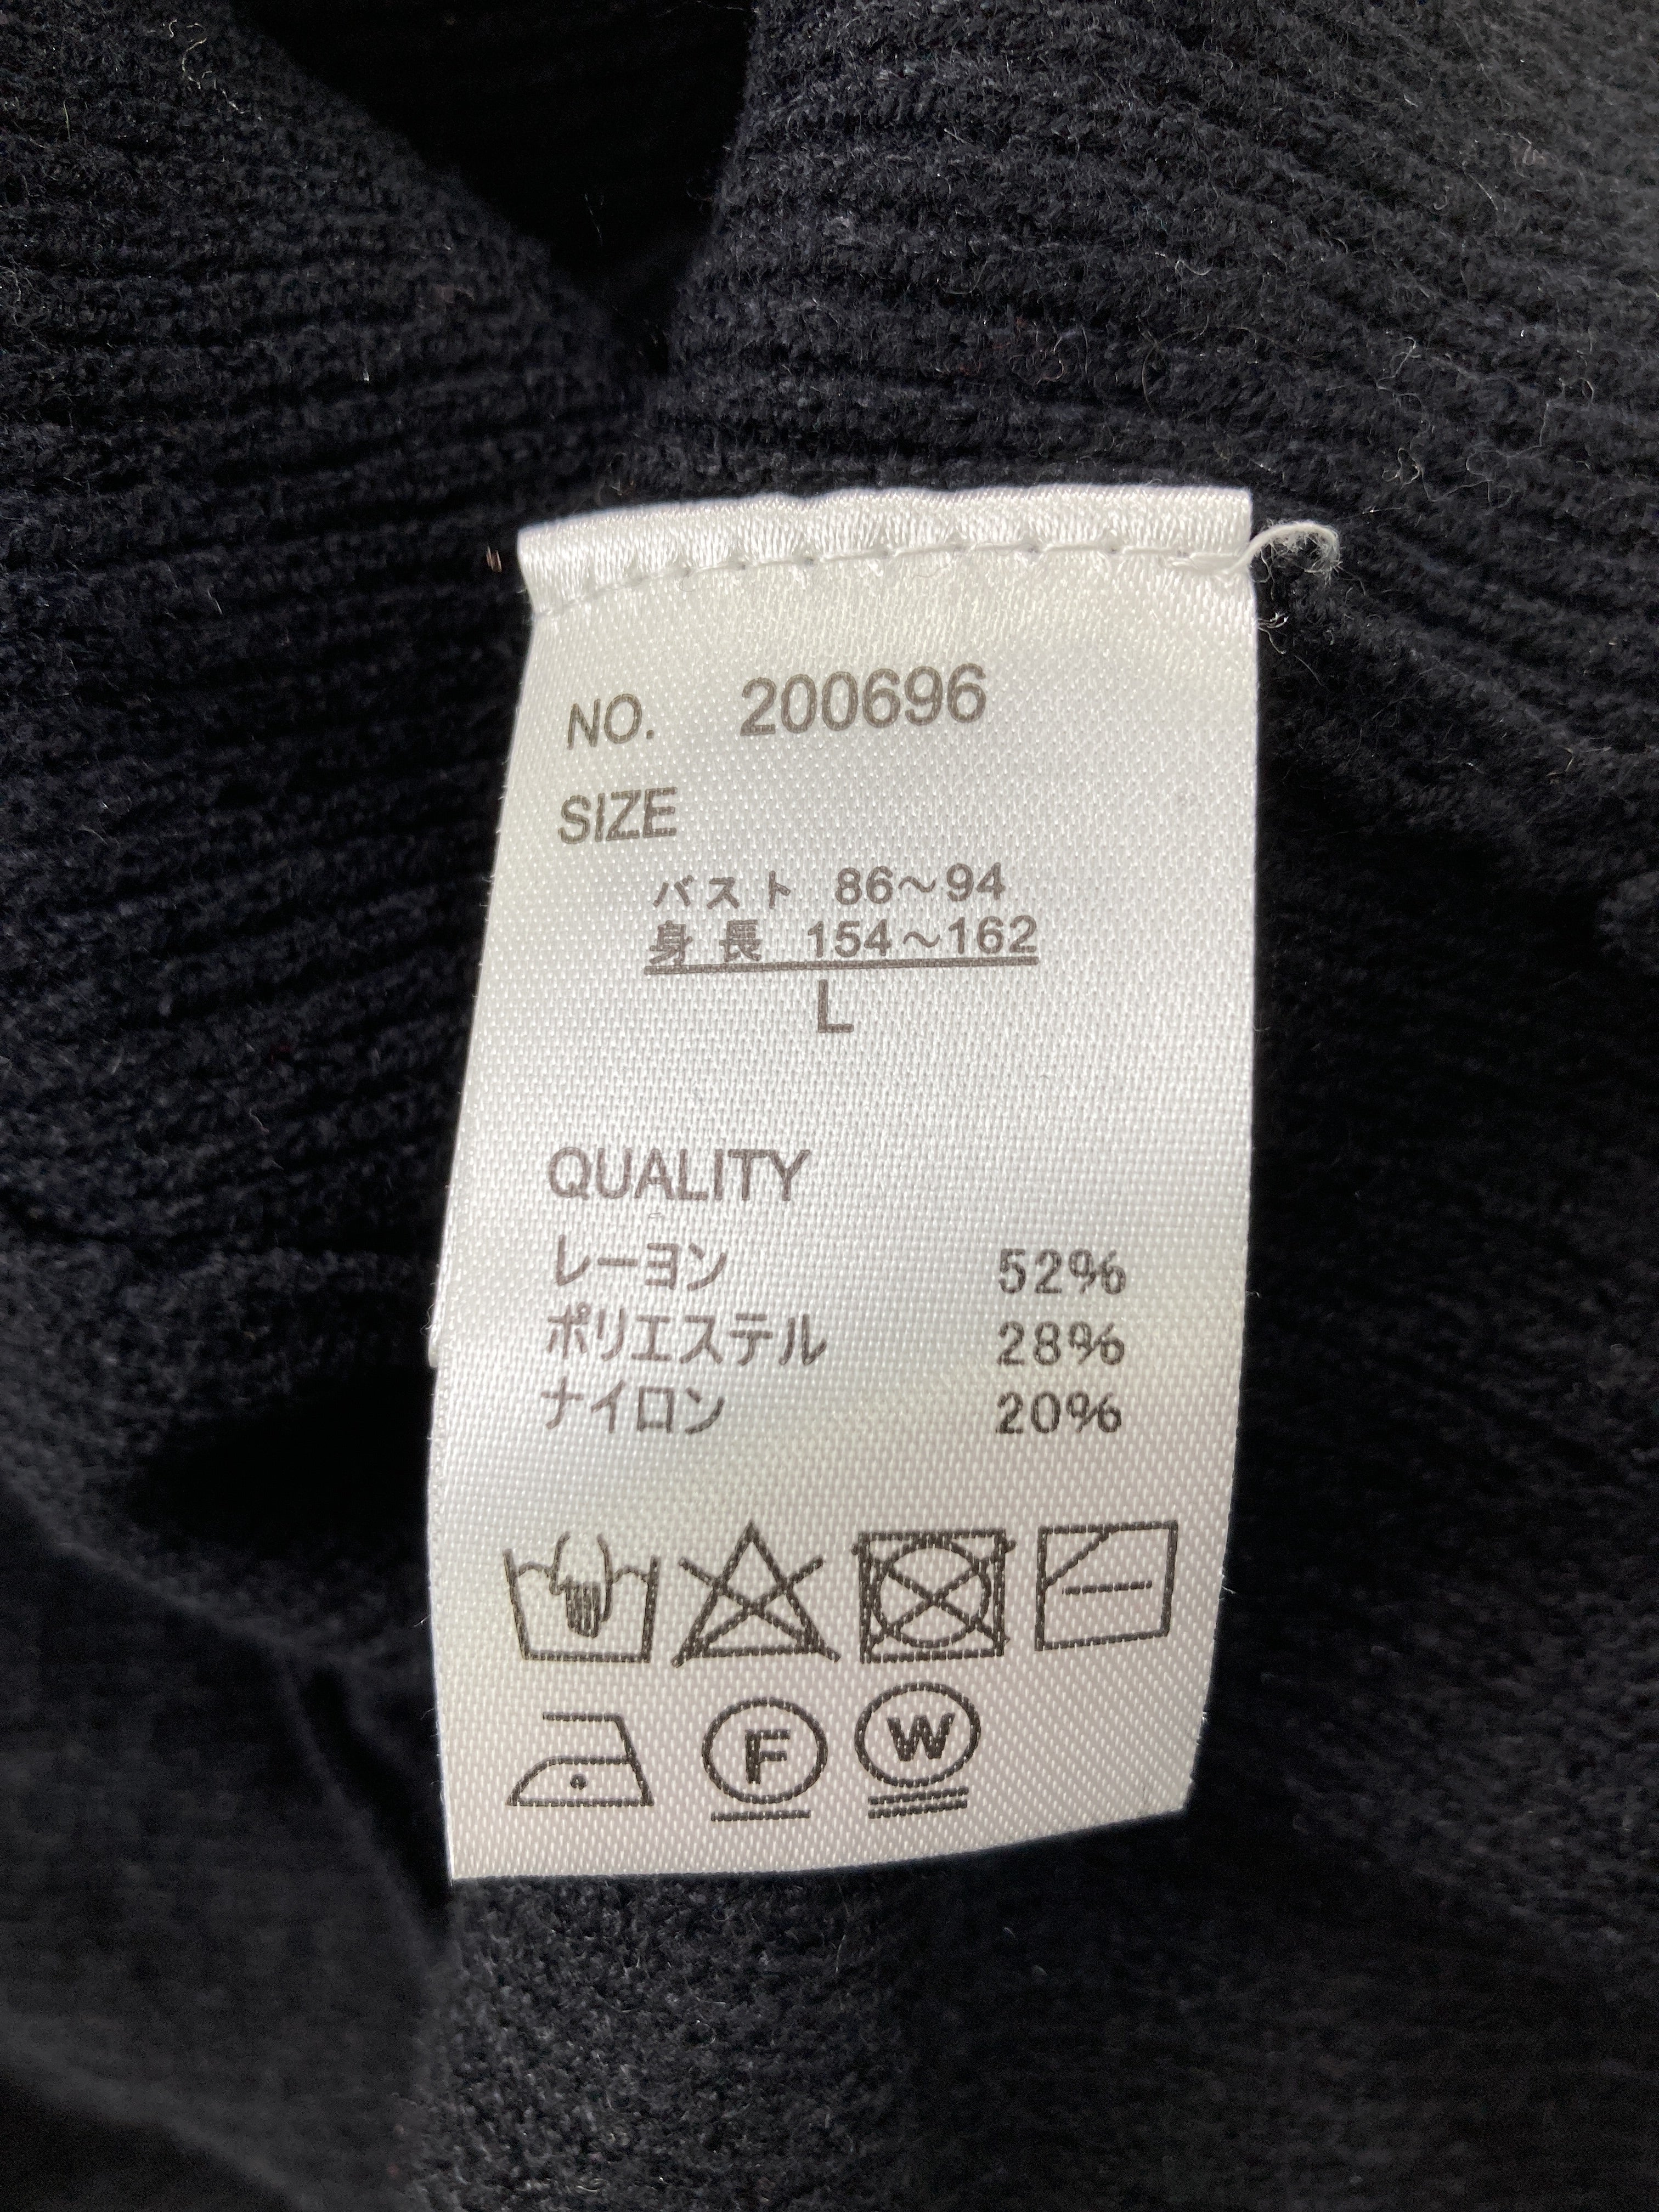 NO. 200696
SIZE
バスト 86～94
身長 154～162
L
QUALITY
レーヨン 52%
ポリエステル 28%
ナイロン 20%
F W